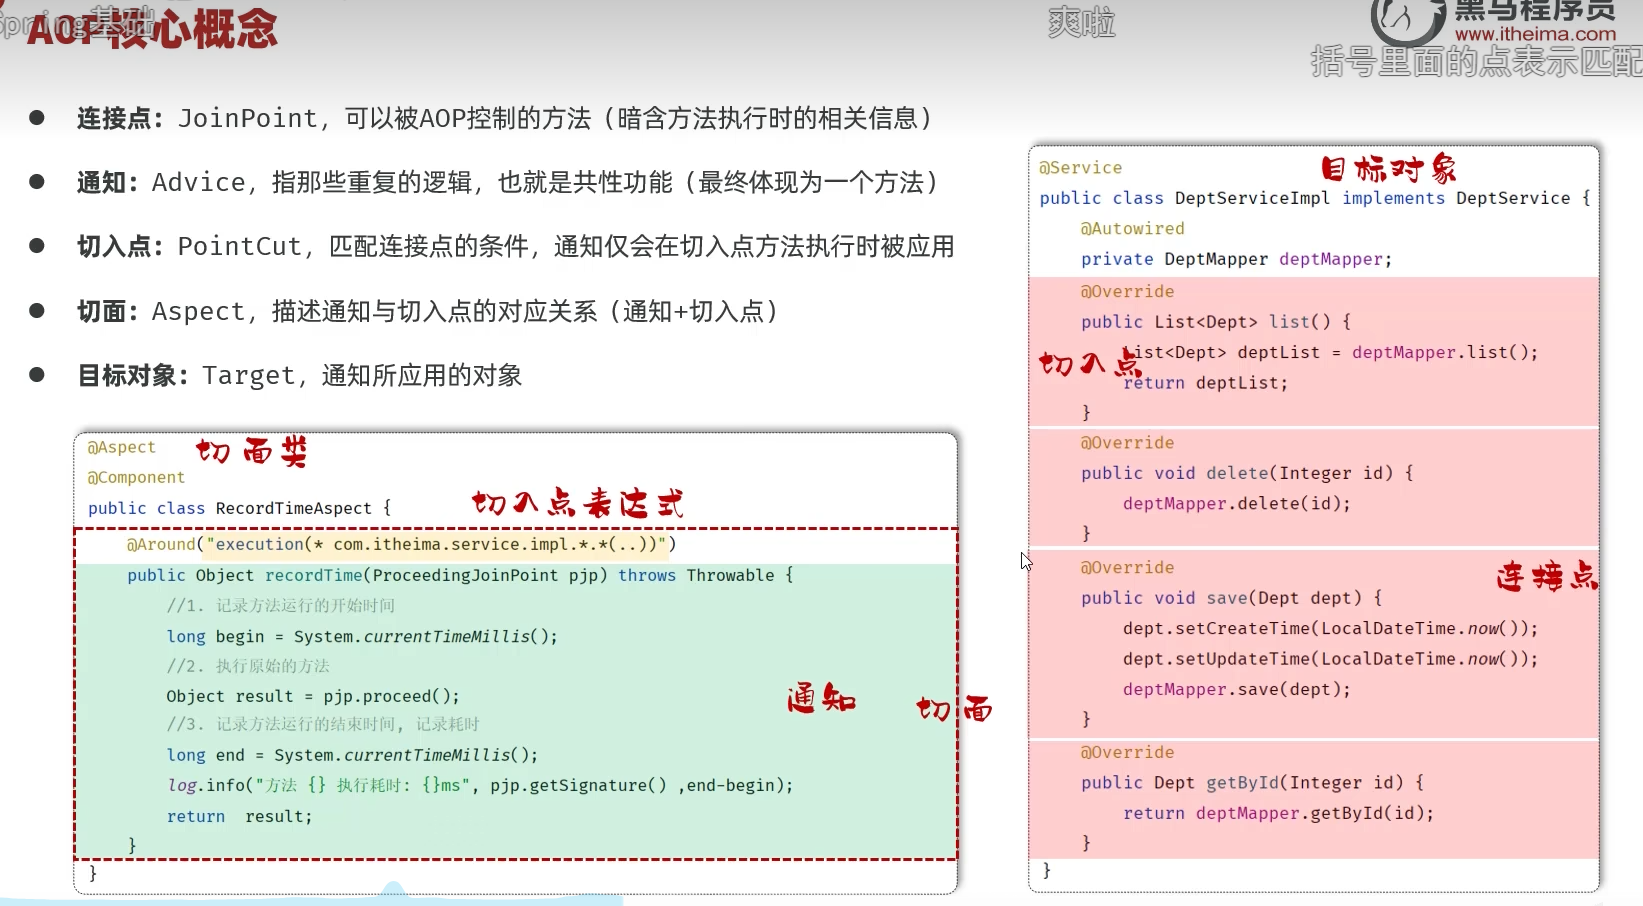 Spring基础
AOP核心概念
爽啦
黑马程序员
www.itheima.com
括号里面的点表示匹配
● 连接点：JoinPoint，可以被AOP控制的方法（暗含方法执行时的相关信息）
● 通知：Advice，指那些重复的逻辑，也就是共性功能（最终体现为一个方法）
● 切入点：PointCut，匹配连接点的条件，通知仅会在切入点方法执行时被应用
● 切面：Aspect，描述通知与切入点的对应关系（通知+切入点）
● 目标对象：Target，通知所应用的对象
@Aspect
切面类
@Component
public class RecordTimeAspect {
切入点表达式
@Around("execution(* com.itheima.service.impl.*.*(..))")
public Object recordTime(ProceedingJoinPoint pjp) throws Throwable {
//1. 记录方法运行的开始时间
long begin = System.currentTimeMillis();
//2. 执行原始的方法
Object result = pjp.proceed();
//3. 记录方法运行的结束时间, 记录耗时
long end = System.currentTimeMillis();
log.info("方法 {} 执行耗时: {}ms", pjp.getSignature() ,end-begin);
return  result;
}
}
通知
切面
@Service
目标对象
public class DeptServiceImpl implements DeptService {
@Autowired
private DeptMapper deptMapper;
@Override
public List<Dept> list() {
List<Dept> deptList = deptMapper.list();
切入点
return deptList;
}
@Override
public void delete(Integer id) {
deptMapper.delete(id);
}
@Override
连接点
public void save(Dept dept) {
dept.setCreateTime(LocalDateTime.now());
dept.setUpdateTime(LocalDateTime.now());
deptMapper.save(dept);
}
@Override
public Dept getById(Integer id) {
return deptMapper.getById(id);
}
}